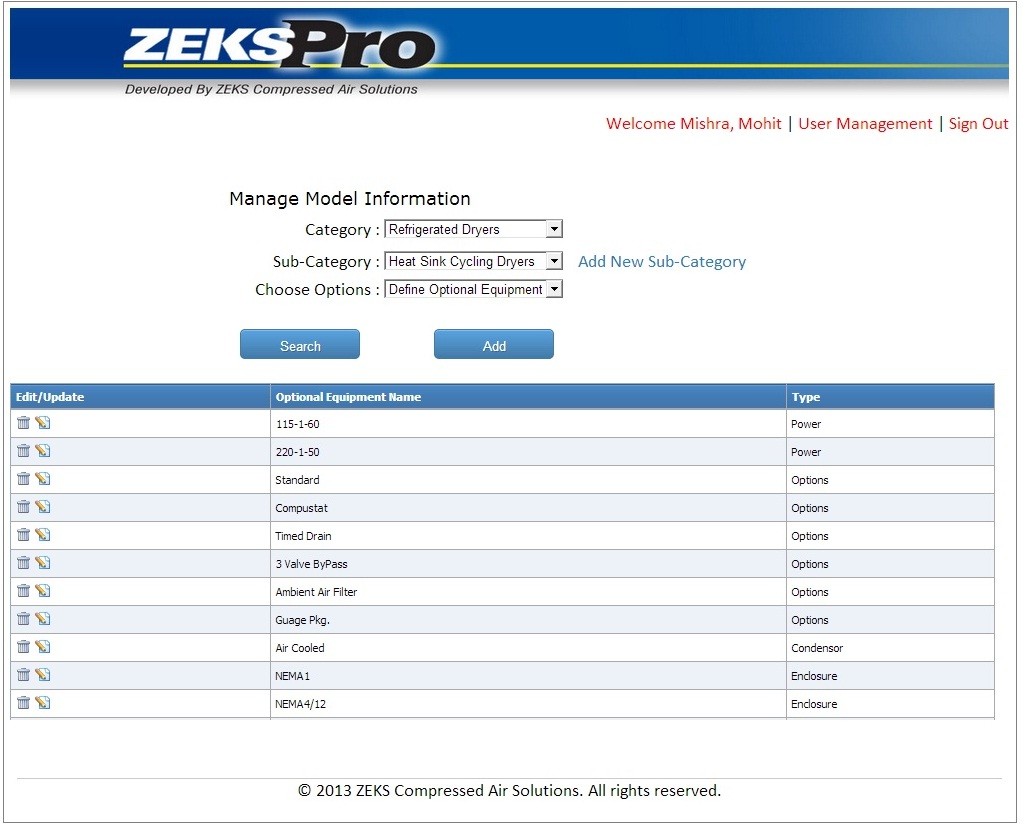 ZEKSPro
Developed By ZEKS Compressed Air Solutions
Welcome Mishra, Mohit | User Management | Sign Out
Manage Model Information
Category : Refrigerated Dryers
Sub-Category : Heat Sink Cycling Dryers Add New Sub-Category
Choose Options : Define Optional Equipment
Search Add
Edit/Update Optional Equipment Name Type
115-1-60 Power
220-1-50 Power
Standard Options
Compustat Options
Timed Drain Options
3 Valve ByPass Options
Ambient Air Filter Options
Guage Pkg. Options
Air Cooled Condensor
NEMA1 Enclosure
NEMA4/12 Enclosure
© 2013 ZEKS Compressed Air Solutions. All rights reserved.